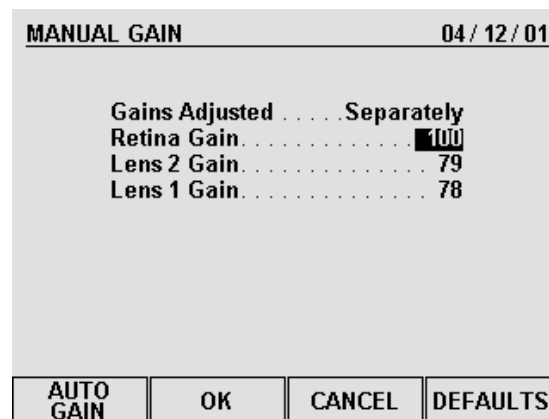 MANUAL GAIN 04 / 12 / 01
Gains Adjusted . . . . . Separately
Retina Gain. . . . . . . . . . . . . . 100
Lens 2 Gain. . . . . . . . . . . . . . . 79
Lens 1 Gain. . . . . . . . . . . . . . . 78
AUTO GAIN OK CANCEL DEFAULTS